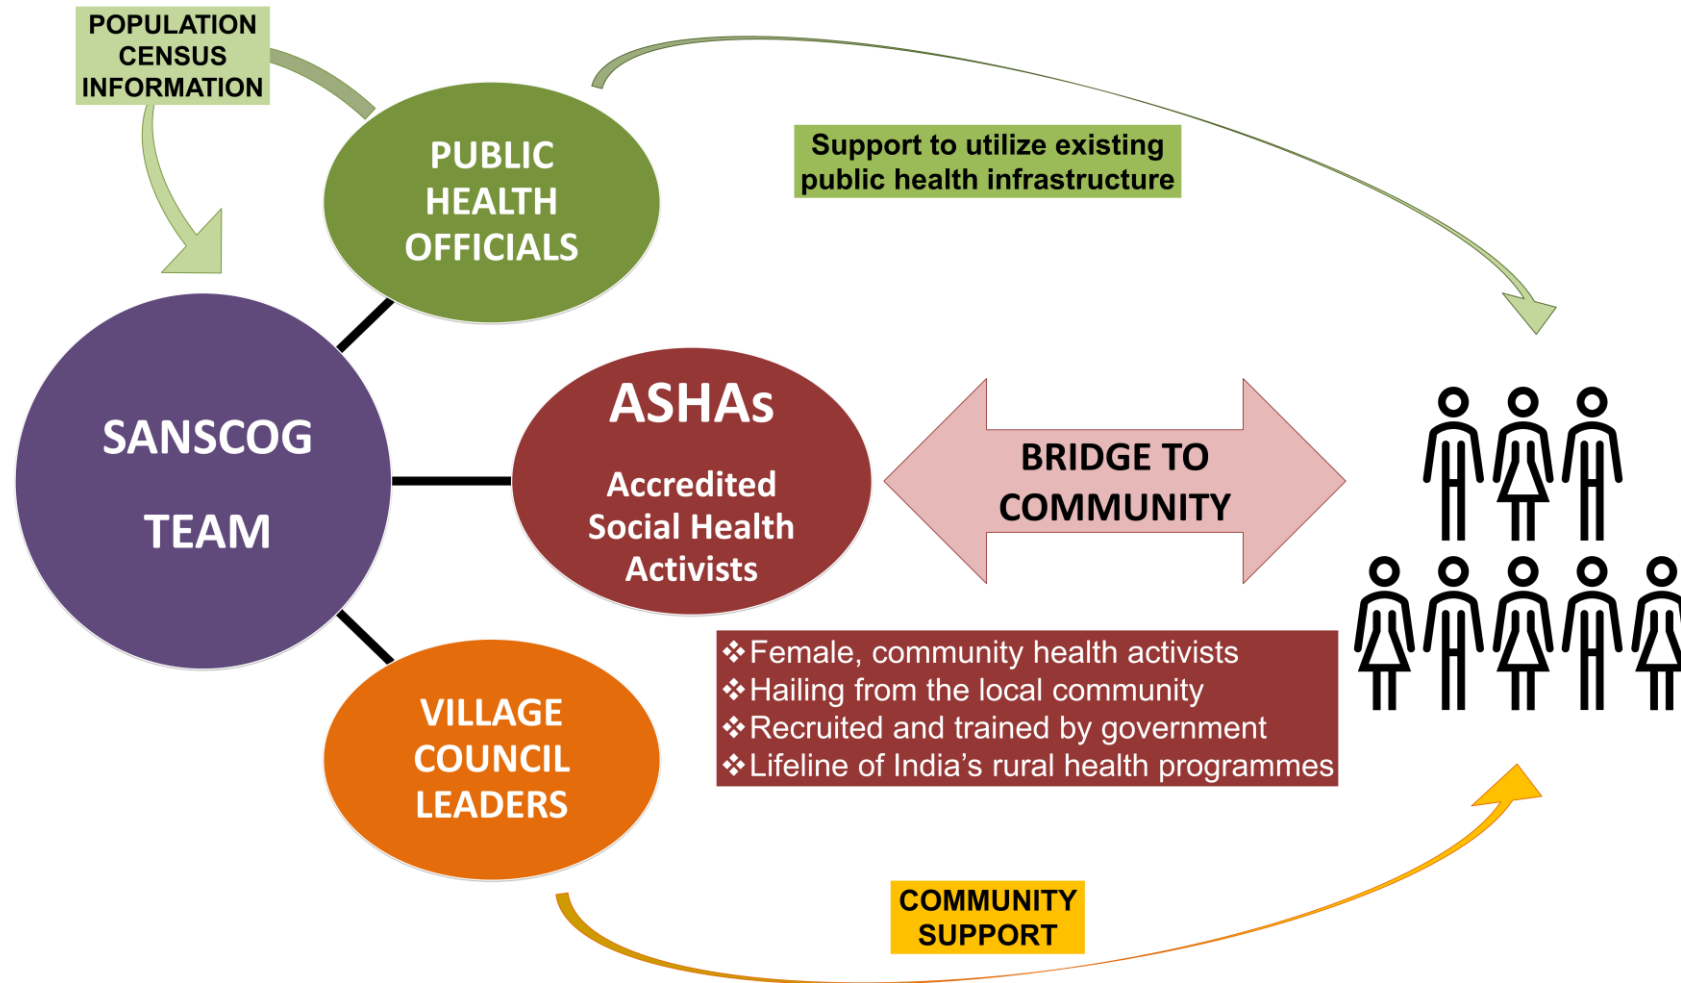 POPULATION
CENSUS
INFORMATION
PUBLIC
HEALTH
OFFICIALS
Support to utilize existing
public health infrastructure
SANSCOG
TEAM
ASHAs
Accredited
Social Health
Activists
BRIDGE TO
COMMUNITY
❖Female, community health activists
❖Hailing from the local community
❖Recruited and trained by government
❖Lifeline of India’s rural health programmes
VILLAGE
COUNCIL
LEADERS
COMMUNITY
SUPPORT